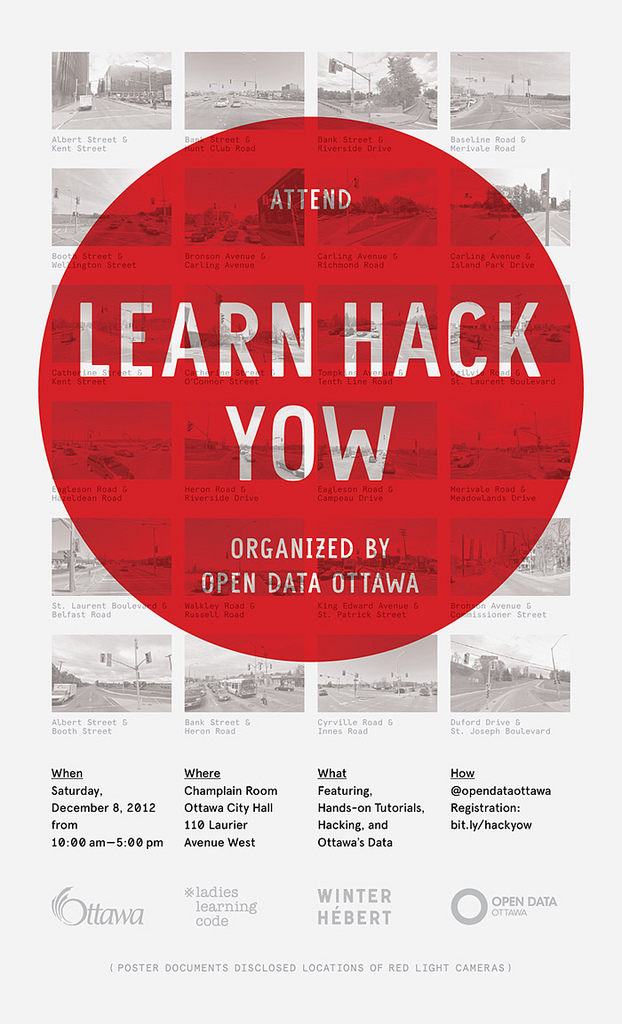 Albert Street &
Kent Street
Bank Street &
Hunt Club Road
Bank Street &
Riverside Drive
Baseline Road &
Merivale Road
ATTEND
Booth Street &
Wellington Street
Bronson Avenue &
Carling Avenue
Carling Avenue &
Richmond Road
Carling Avenue &
Island Park Drive
LEARN HACK
Catherine Street &
Kent Street
Catherine Street &
O'Connor Street
Tompkins Avenue &
Tenth Line Road
Ogilvie Road &
St. Laurent Boulevard
YOW
Eagleson Road &
Hazeldean Road
Heron Road &
Riverside Drive
Eagleson Road &
Campeau Drive
Merivale Road &
Meadowlands Drive
ORGANIZED BY
OPEN DATA OTTAWA
St. Laurent Boulevard &
Belfast Road
Walkley Road &
Russell Road
King Edward Avenue &
St. Patrick Street
Bronson Avenue &
Commissioner Street
Albert Street &
Booth Street
Bank Street &
Heron Road
Cyrville Road &
Innes Road
Duford Drive &
St. Joseph Boulevard
When
Saturday,
December 8, 2012
from
10:00 am—5:00 pm
Where
Champlain Room
Ottawa City Hall
110 Laurier
Avenue West
What
Featuring,
Hands-on Tutorials,
Hacking, and
Ottawa's Data
How
@opendataottawa
Registration:
bit.ly/hackyow
Ottawa
ladies
learning
code
WINTER
HÉBERT
OPEN DATA
OTTAWA
(POSTER DOCUMENTS DISCLOSED LOCATIONS OF RED LIGHT CAMERAS)